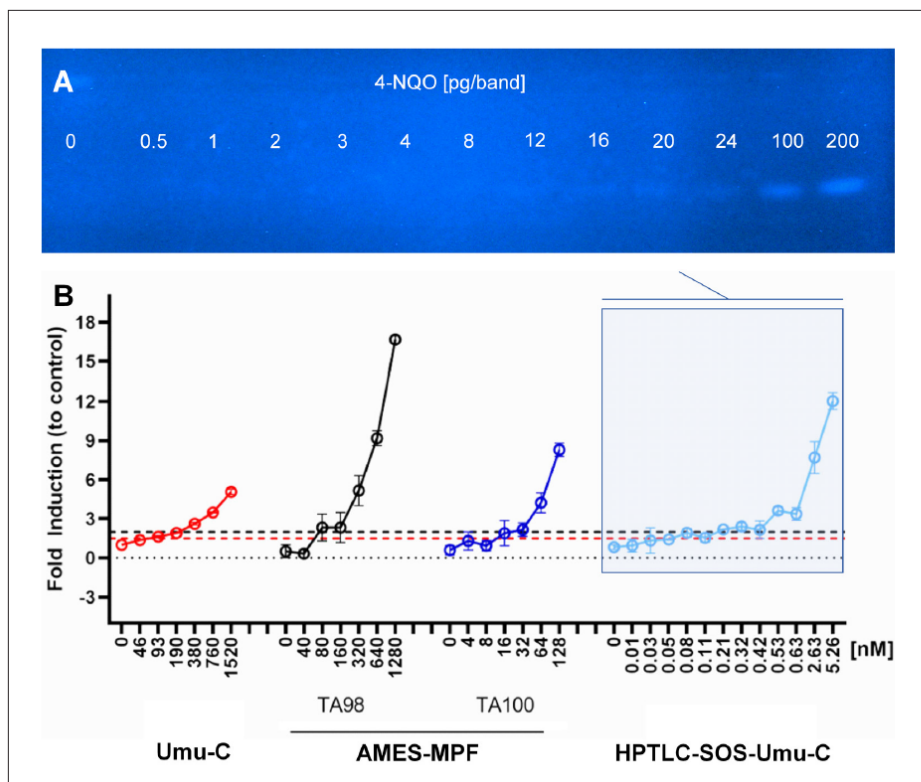 A
4-NQO [pg/band]
0 0.5 1 2 3 4 8 12 16 20 24 100 200
B
Fold Induction (to control)
18
15
12
9
6
3
0
-3
0 46 93 190 380 760 1520 0 40 80 160 320 640 1280 0 4 8 16 32 64 128 0 0.01 0.03 0.05 0.08 0.11 0.21 0.32 0.42 0.53 0.63 2.63 5.26 [nM]
TA98 TA100
Umu-C AMES-MPF HPTLC-SOS-Umu-C